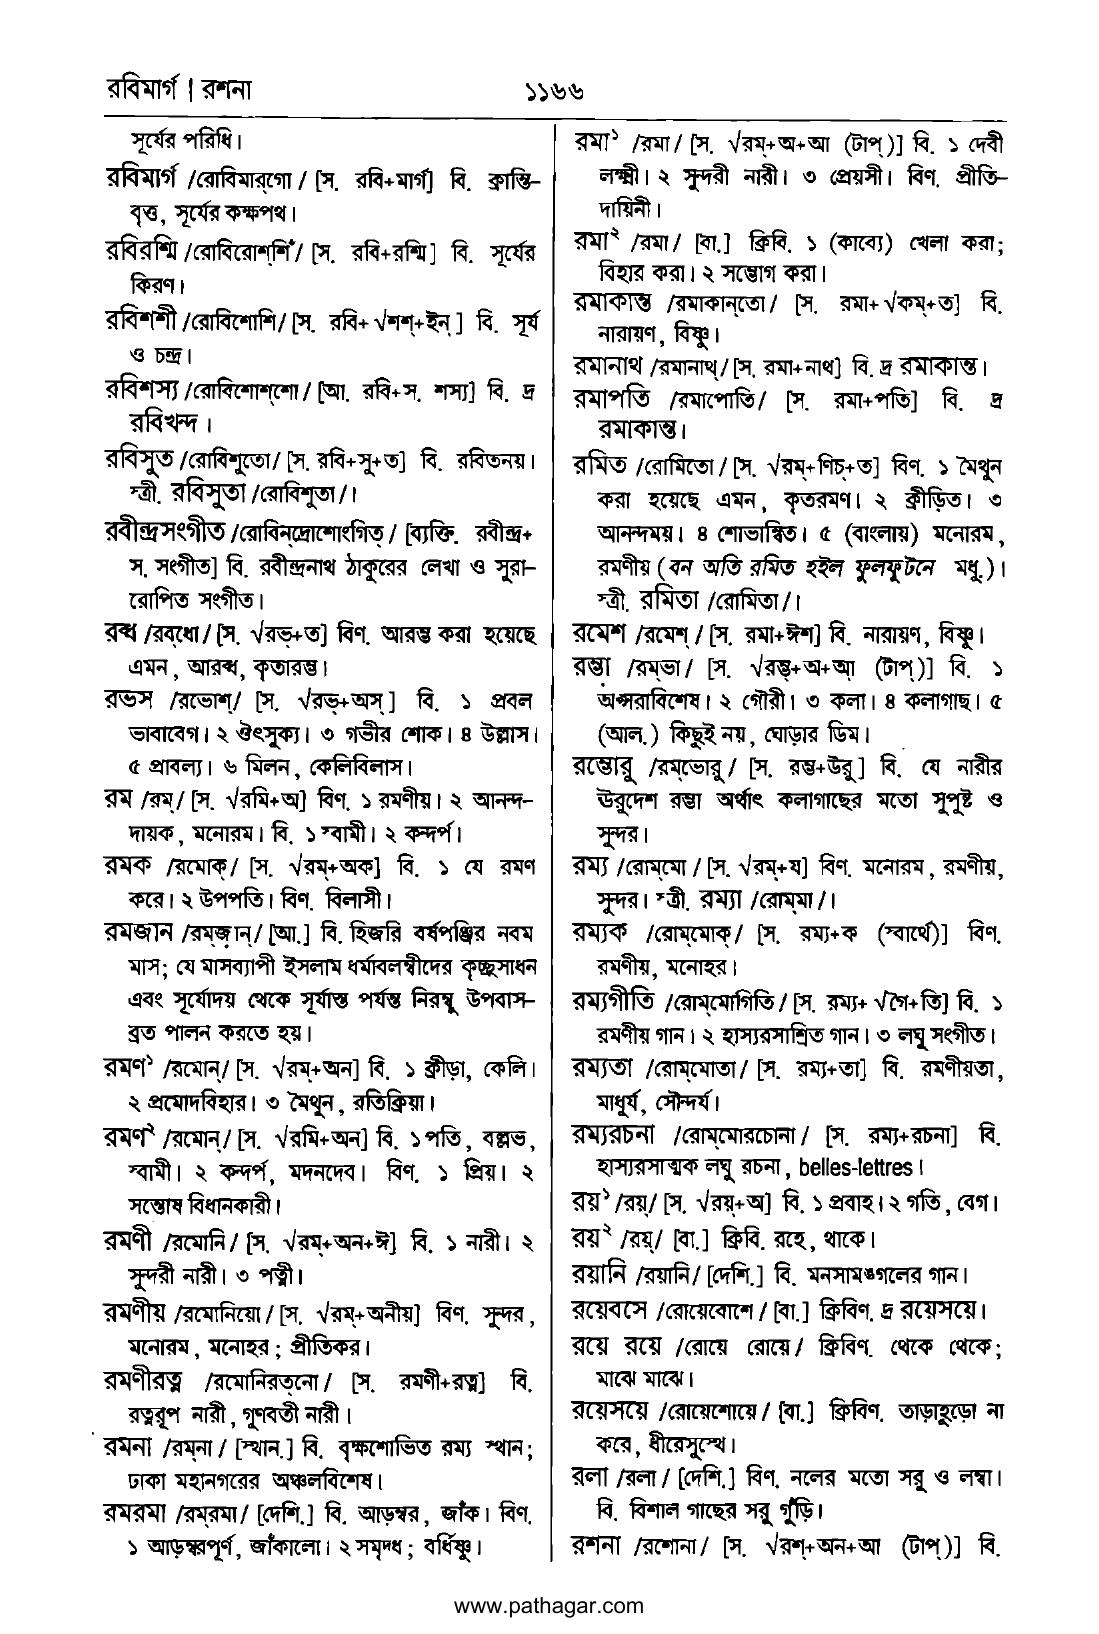 রবিমার্গ | রশনা
১১৬৬
সূর্যের পরিধি।
রবিমার্গ /রোবিমার্‌গো / [স. রবি+মার্গ] বি. ক্রান্তি-
বৃত্ত, সূর্যের কক্ষপথ।
রবিরশ্মি /রোবিরোশ্‌শিঁ/ [স. রবি+রশ্মি] বি. সূর্যের
কিরণ।
রবিশশী /রোবিশোশি/ [স. রবি+ √শশ্‌+ইন্‌ ] বি. সূর্য
ও চন্দ্র।
রবিশস্য /রোবিশোশ্‌শো / [আ. রবি+স. শস্য] বি. দ্র
রবিখন্দ।
রবিসুত /রোবিশুতো/ [স. রবি+সু+ত] বি. রবিতনয়।
স্ত্রী. রবিসুতা /রোবিশুতা /।
রবীন্দ্রসংগীত /রোবিন্‌দ্রোশোংগিত্‌ / [ব্যক্তি. রবীন্দ্র+
স. সংগীত] বি. রবীন্দ্রনাথ ঠাকুরের লেখা ও সুরা-
রোপিত সংগীত।
রব্ধ /রব্‌ধো / [স. √রভ্‌+ত] বিণ. আরম্ভ করা হয়েছে
এমন, আরব্ধ, কৃতারম্ভ।
রভস /রভোশ্‌/ [স. √রভ্‌+অস্‌ ] বি. ১ প্রবল
ভাবাবেগ। ২ ঔৎসুক্য। ৩ গভীর শোক। ৪ উল্লাস।
৫ প্রাবল্য। ৬ মিলন, কেলিবিলাস।
রম /রম্‌/ [স. √রমি+অ] বিণ. ১ রমণীয়। ২ আনন্দ-
দায়ক, মনোরম। বি. ১ স্বামী। ২ কন্দর্প।
রমক /রমোক্‌/ [স. √রম্‌+অক] বি. ১ যে রমণ
করে। ২ উপপতি। বিণ. বিলাসী।
রমজান /রম্‌জ়ান্‌/ [আ.] বি. হিজরি বর্ষপঞ্জির নবম
মাস; যে মাসব্যাপী ইসলাম ধর্মাবলম্বীদের কৃচ্ছ্রসাধন
এবং সূর্যোদয় থেকে সূর্যাস্ত পর্যন্ত নিরম্বু উপবাস-
ব্রত পালন করতে হয়।
রমণ১ /রমোন্‌/ [স. √রম্‌+অন] বি. ১ ক্রীড়া, কেলি।
২ প্রমোদবিহার। ৩ মৈথুন, রতিক্রিয়া।
রমণ২ /রমোন্‌/ [স. √রমি+অন] বি. ১পতি, বল্লভ,
স্বামী। ২ কন্দর্প, মদনদেব। বিণ. ১ প্রিয়। ২
সন্তোষ বিধানকারী।
রমণী /রমোনি / [স. √রম্‌+অন+ঈ] বি. ১ নারী। ২
সুন্দরী নারী। ৩ পত্নী।
রমণীয় /রমোনিয়ো / [স. √রম্‌+অনীয়] বিণ. সুন্দর,
মনোরম, মনোহর; প্রীতিকর।
রমণীরত্ন /রমোনিরত্‌নো / [স. রমণী+রত্ন] বি.
রত্নরূপ নারী, গুণবতী নারী।
রমনা /রম্‌না / [স্থান.] বি. বৃক্ষশোভিত রম্য স্থান;
ঢাকা মহানগরের অঞ্চলবিশেষ।
রমরমা /রম্‌রমা / [দেশি.] বি. আড়ম্বর, জাঁক। বিণ.
১ আড়ম্বরপূর্ণ, জাঁকালো। ২ সমৃদ্ধ; বর্ধিষ্ণু।
রমা১ /রমা / [স. √রম্‌+অ+আ (টাপ্‌)] বি. ১ দেবী
লক্ষ্মী। ২ সুন্দরী নারী। ৩ প্রেয়সী। বিণ. প্রীতি-
দায়িনী।
রমা২ /রমা / [বা.] ক্রিবি. ১ (কাব্যে) খেলা করা;
বিহার করা। ২ সম্ভোগ করা।
রমাকান্ত /রমাকান্‌তো / [স. রমা+ √কম্‌+ত] বি.
নারায়ণ, বিষ্ণু।
রমানাথ /রমানাথ্‌ / [স. রমা+নাথ] বি. দ্র রমাকান্ত।
রমাপতি /রমাপোতি / [স. রমা+পতি] বি. দ্র
রমাকান্ত।
রমিত /রোমিতো / [স. √রম্‌+ণিচ্‌+ত] বিণ. ১ মৈথুন
করা হয়েছে এমন, কৃতরমণ। ২ ক্রীড়িত। ৩
আনন্দময়। ৪ শোভান্বিত। ৫ (বাংলায়) মনোরম,
রমণীয় (বন অতি রমিত হইল ফুলফুটনে মধু.)।
স্ত্রী. রমিতা /রোমিতা /।
রমেশ /রমেশ্‌ / [স. রমা+ঈশ] বি. নারায়ণ, বিষ্ণু।
রম্ভা /রম্‌ভা / [স. √রম্ভ্‌+অ+আ (টাপ্‌)] বি. ১
অপ্সরাবিশেষ। ২ গৌরী। ৩ কলা। ৪ কলাগাছ। ৫
(আল.) কিছুই নয়, ঘোড়ার ডিম।
রম্ভোরু /রম্‌ভোরু / [স. রম্ভ+উরু] বি. যে নারীর
উরুদেশ রম্ভা অর্থাৎ কলাগাছের মতো সুপুষ্ট ও
সুন্দর।
রম্য /রোম্‌মো / [স. √রম্‌+য] বিণ. মনোরম, রমণীয়,
সুন্দর। স্ত্রী. রম্যা /রোম্‌মা /।
রম্যক /রোম্‌মোক্‌/ [স. রম্য+ক (স্বার্থে)] বিণ.
রমণীয়, মনোহর।
রম্যগীতি /রোম্‌মোগিতি / [স. রম্য+ √গৈ+তি] বি. ১
রমণীয় গান। ২ হাস্যরসাশ্রিত গান। ৩ লঘু সংগীত।
রম্যতা /রোম্‌মোতা / [স. রম্য+তা] বি. রমণীয়তা,
মাধুর্য, সৌন্দর্য।
রম্যরচনা /রোম্‌মোরচোনা / [স. রম্য+রচনা] বি.
হাস্যরসাত্মক লঘু রচনা, belles-lettres।
রয়১ /রয়্‌/ [স. √রয়্‌+অ] বি. ১ প্রবাহ। ২ গতি, বেগ।
রয়২ /রয়্‌/ [বা.] ক্রিবি. রহে, থাকে।
রয়ানি /রয়ানি / [দেশি.] বি. মনসামঙ্গলের গান।
রয়েবসে /রোয়েবোশে / [বা.] ক্রিবিণ. দ্র রয়েসয়ে।
রয়ে রয়ে /রোয়ে রোয়ে / ক্রিবিণ. থেকে থেকে;
মাঝে মাঝে।
রয়েসয়ে /রোয়েশোয়ে / [বা.] ক্রিবিণ. তাড়াহুড়ো না
করে, ধীরেসুস্থে।
রলা /রলা / [দেশি.] বিণ. নলের মতো সরু ও লম্বা।
বি. বিশাল গাছের সরু গুঁড়ি।
রশনা /রশোনা / [স. √রশ্‌+অন+আ (টাপ্‌)] বি.
www.pathagar.com